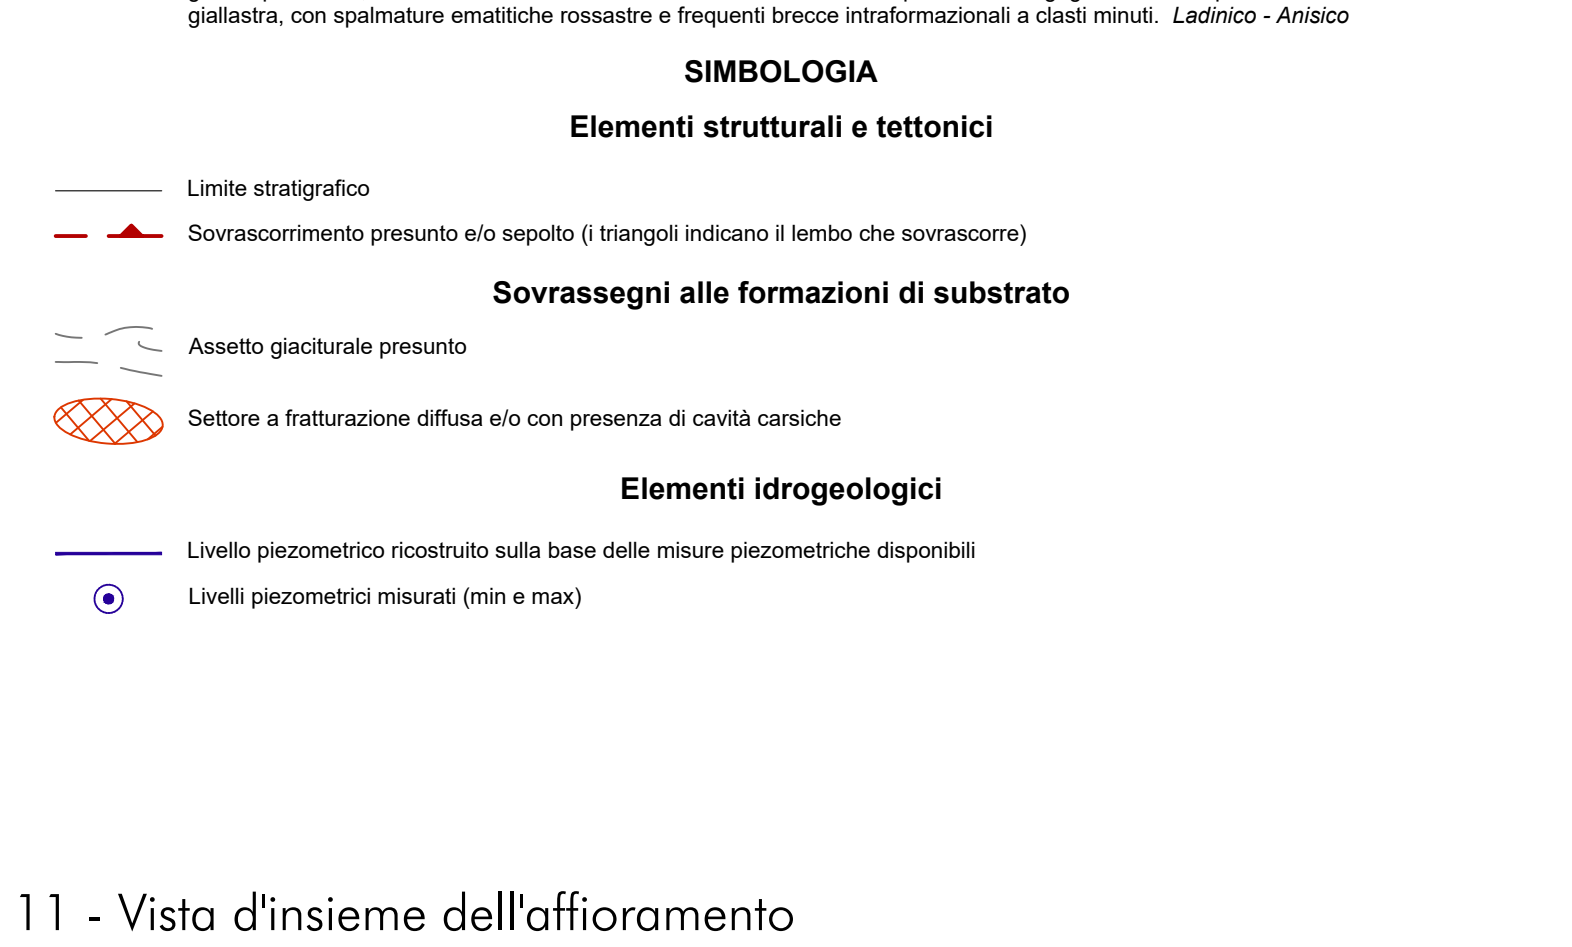 giallastra, con spalmature ematitiche rossastre e frequenti brecce intraformazionali a clasti minuti. Ladinico - Anisico
SIMBOLOGIA
Elementi strutturali e tettonici
Limite stratigrafico
Sovrascorrimento presunto e/o sepolto (i triangoli indicano il lembo che sovrascorre)
Sovrassegni alle formazioni di substrato
Assetto giaciturale presunto
Settore a fratturazione diffusa e/o con presenza di cavità carsiche
Elementi idrogeologici
Livello piezometrico ricostruito sulla base delle misure piezometriche disponibili
Livelli piezometrici misurati (min e max)
11 - Vista d'insieme dell'affioramento